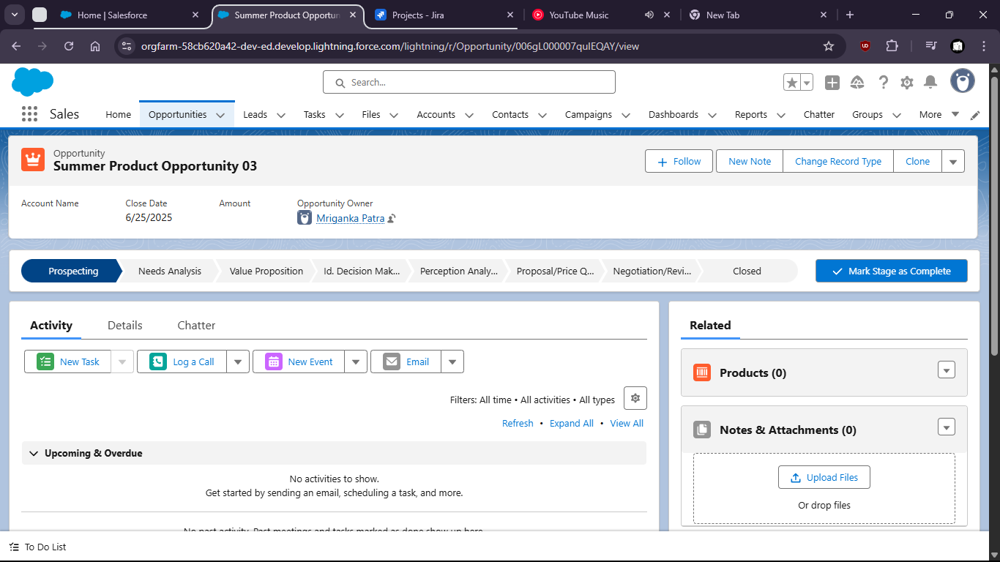 Home | Salesforce
Summer Product Opportun
Projects - Jira
YouTube Music
New Tab
orgfarm-58cb620a42-dev-ed.develop.lightning.force.com/lightning/r/Opportunity/006gL000007qulEQAY/view
UD
Search...
Sales
Home
Opportunities
Leads
Tasks
Files
Accounts
Contacts
Campaigns
Dashboards
Reports
Chatter
Groups
More
Opportunity
Summer Product Opportunity 03
Follow
New Note
Change Record Type
Clone
Account Name
Close Date
Amount
Opportunity Owner
6/25/2025
Mriganka Patra
Prospecting
Needs Analysis
Value Proposition
Id. Decision Mak...
Perception Analy...
Proposal/Price Q...
Negotiation/Revi...
Closed
Mark Stage as Complete
Activity
Details
Chatter
New Task
Log a Call
New Event
Email
Filters: All time • All activities • All types
Refresh • Expand All • View All
Upcoming & Overdue
No activities to show.
Get started by sending an email, scheduling a task, and more.
No past activity. Past meetings and tasks marked as done show up here.
Related
Products (0)
Notes & Attachments (0)
Upload Files
Or drop files
To Do List